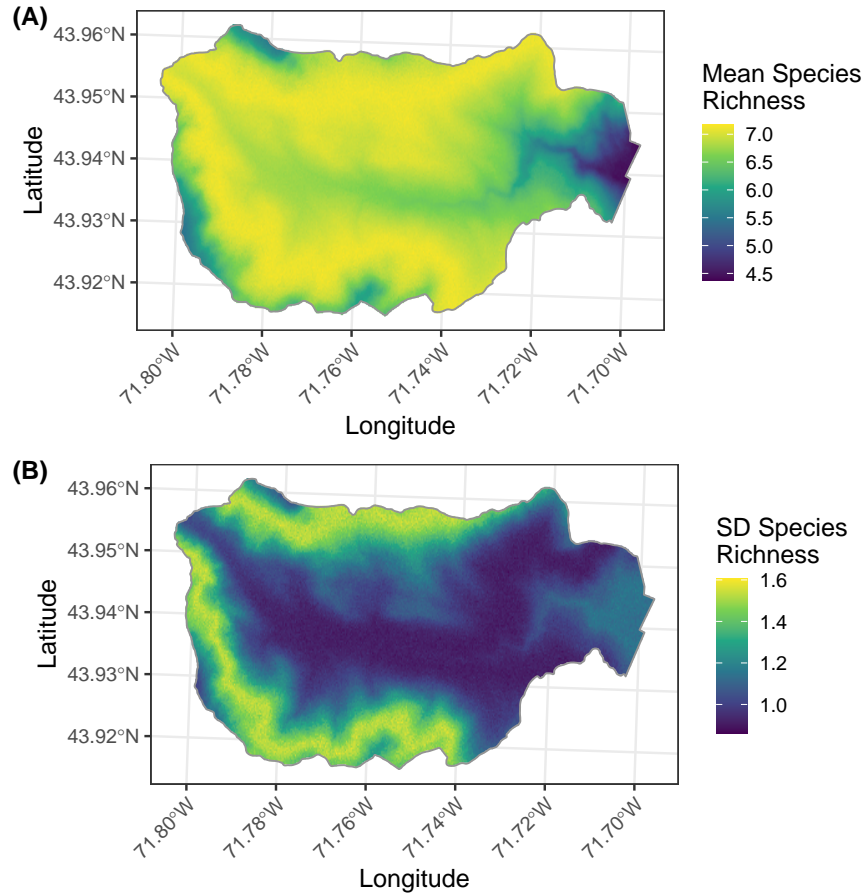 (A)
43.96°N
43.95°N
43.94°N
43.93°N
43.92°N
Latitude
71.80°W
71.78°W
71.76°W
71.74°W
71.72°W
71.70°W
Longitude
Mean Species
Richness
7.0
6.5
6.0
5.5
5.0
4.5
(B)
43.96°N
43.95°N
43.94°N
43.93°N
43.92°N
Latitude
71.80°W
71.78°W
71.76°W
71.74°W
71.72°W
71.70°W
Longitude
SD Species
Richness
1.6
1.4
1.2
1.0